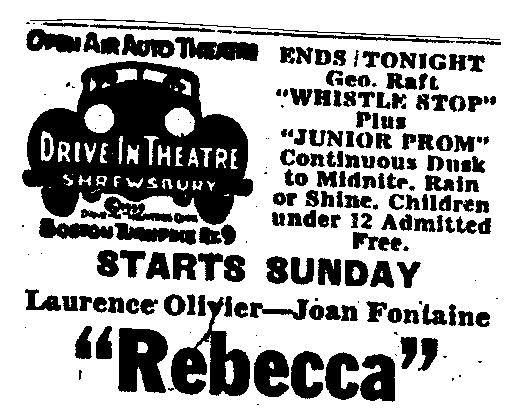 OPEN AIR AUTO THEATRE
DRIVE IN THEATRE
SHREWSBURY
BOSTON TURNPIKE RT. 9
ENDS TONIGHT
Geo. Raft
"WHISTLE STOP"
Plus
"JUNIOR PROM"
Continuous Dusk
to Midnite. Rain
or Shine. Children
under 12 Admitted
Free.
STARTS SUNDAY
Laurence Olivier—Joan Fontaine
"Rebecca"